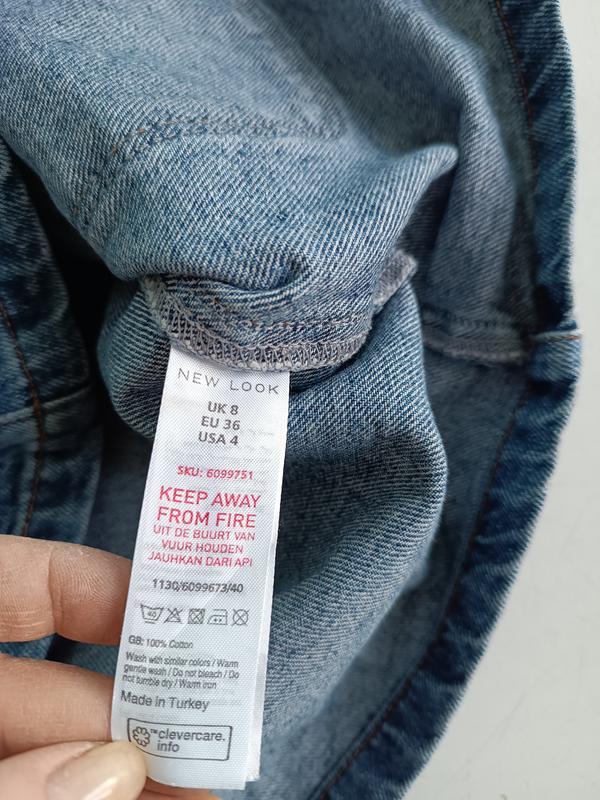 NEW LOOK
UK 8
EU 36
USA 4
SKU: 6099751
KEEP AWAY
FROM FIRE
UIT DE BUURT VAN
VUUR HOUDEN
JAUHKAN DARI API
1130/6099673/40
40
GB: 100% Cotton
Wash with similar colors / Warm
gentle wash / Do not bleach / Do
not tumble dry / Warm iron
Made in Turkey
™clevercare.
info